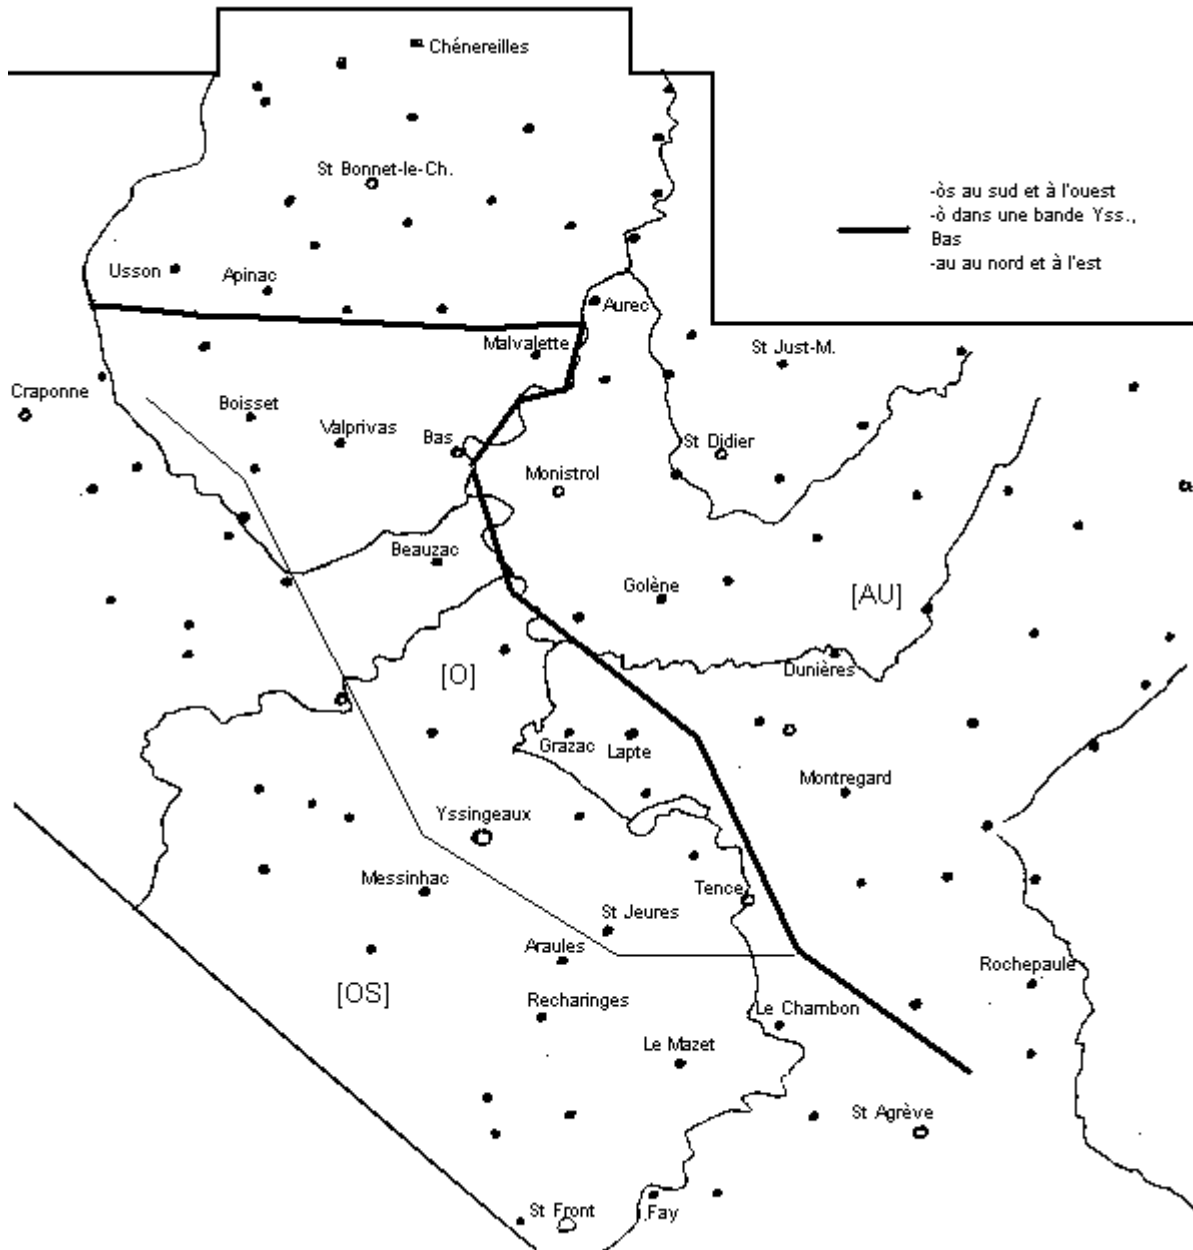 Chénereilles
St Bonnet-le-Ch.
-òs au sud et à l'ouest
-ò dans une bande Yss.,
Bas
-au au nord et à l'est
Usson
Apinac
Aurec
Malvalette
St Just-M.
Craponne
Boisset
Valprivas
Bas
St Didier
Monistrol
Beauzac
Golène
[AU]
[O]
Dunières
Grazac
Lapte
Montregard
Yssingeaux
Messinhac
Tence
St Jeures
Araules
Rochepaule
[OS]
Recharinges
Le Chambon
Le Mazet
St Agrève
St Front
Fay